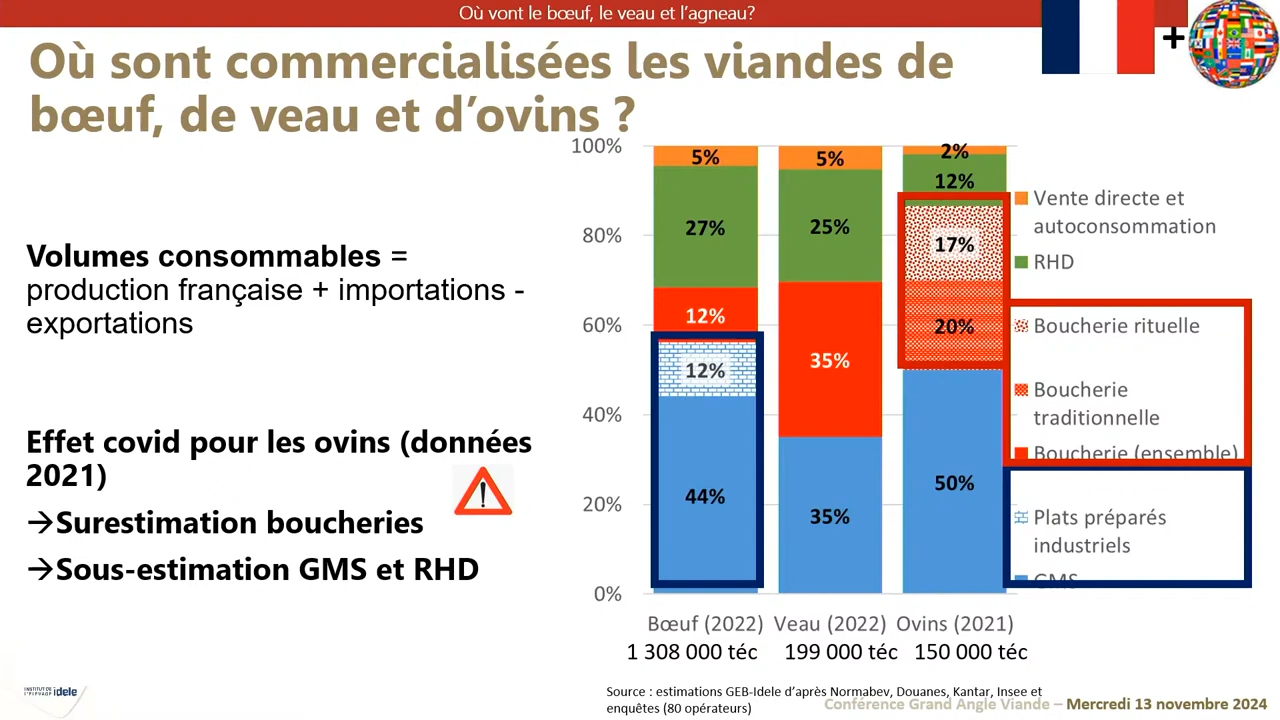 Où vont le bœuf, le veau et l’agneau?
+
Où sont commercialisées les viandes de
bœuf, de veau et d’ovins ?
Volumes consommables =
production française + importations -
exportations
Effet covid pour les ovins (données
2021)
→Surestimation boucheries
→Sous-estimation GMS et RHD
100%
80%
60%
40%
20%
0%
5%
27%
12%
12%
44%
5%
25%
35%
35%
2%
12%
17%
20%
50%
Bœuf (2022)
Veau (2022)
Ovins (2021)
1 308 000 téc
199 000 téc
150 000 téc
Vente directe et
autoconsommation
RHD
Boucherie rituelle
Boucherie
traditionnelle
Boucherie (ensemble)
Plats préparés
industriels
GMS
Source : estimations GEB-Idele d’après Normabev, Douanes, Kantar, Insee et
enquêtes (80 opérateurs)
INSTITUT DE
L'ÉLEVAGE idele
Conférence Grand Angle Viande – Mercredi 13 novembre 2024